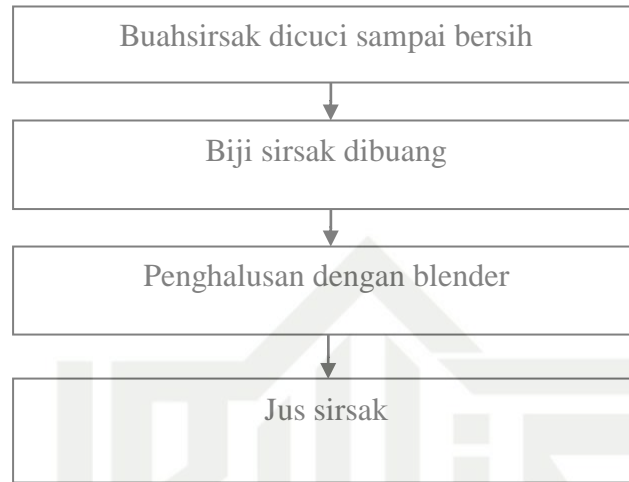 Buahsirsak dicuci sampai bersih
Biji sirsak dibuang
Penghalusan dengan blender
Jus sirsak